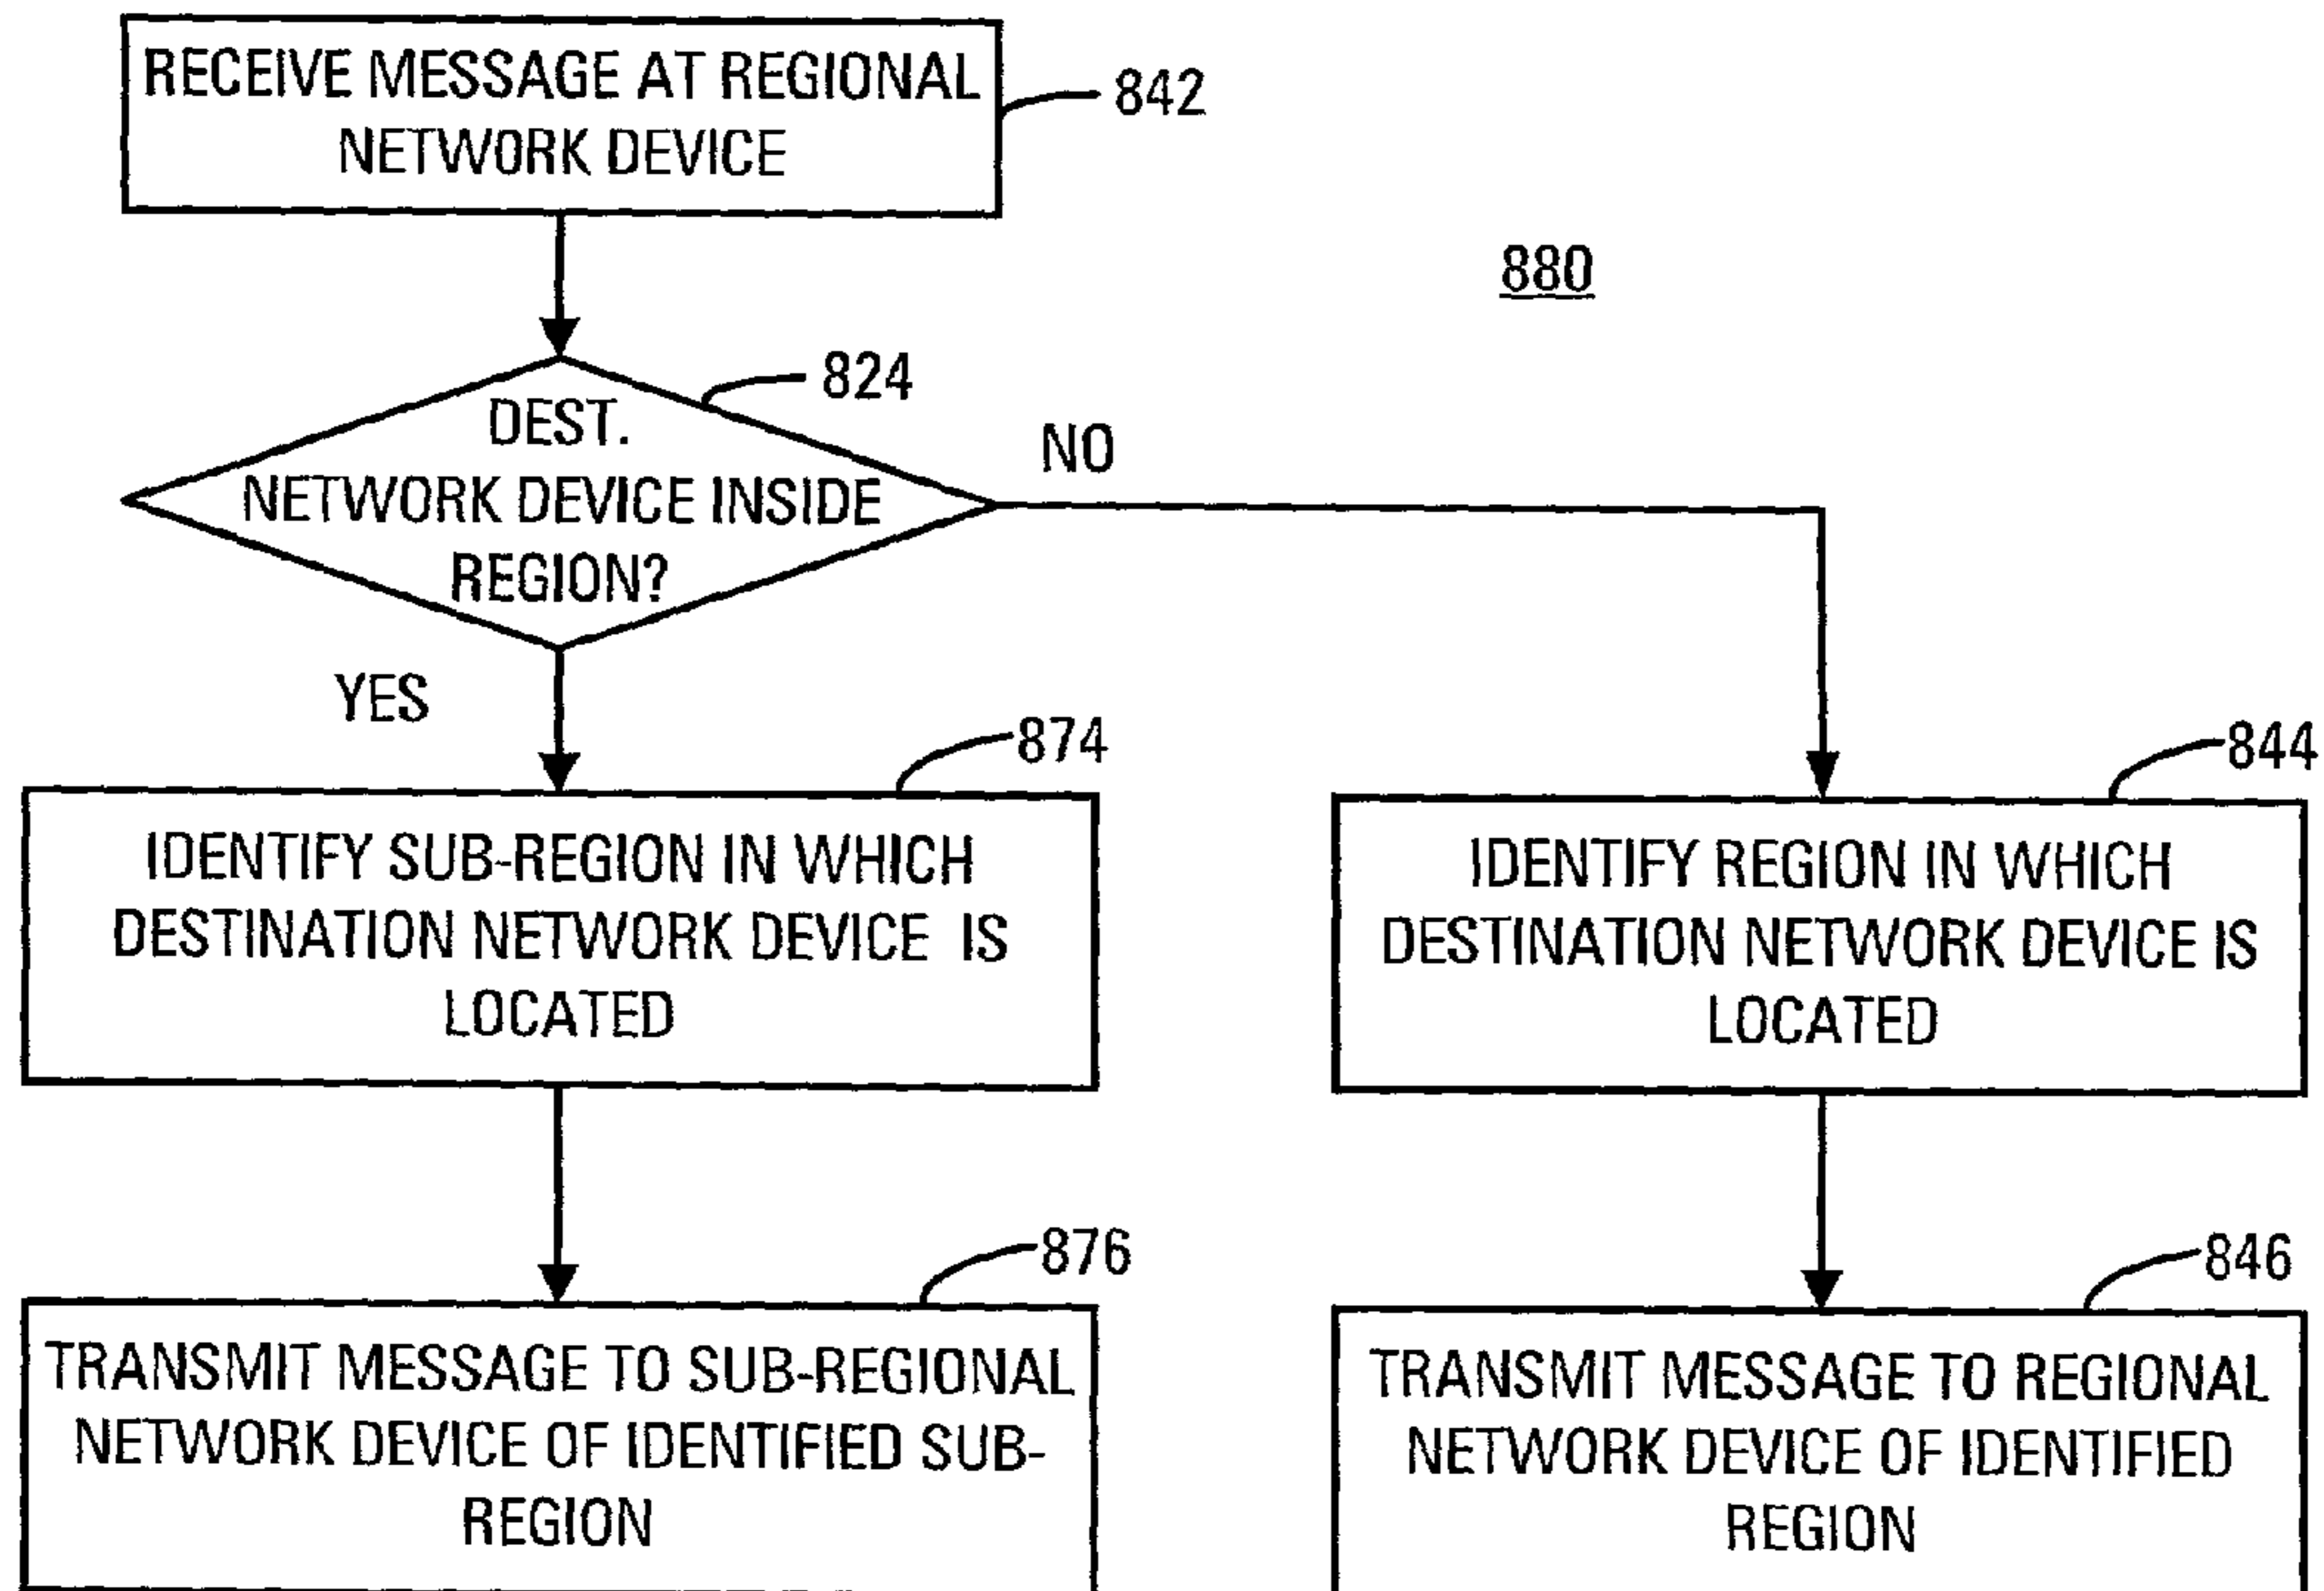 RECEIVE MESSAGE AT REGIONAL
NETWORK DEVICE
842
880
824
DEST.
NETWORK DEVICE INSIDE
REGION?
NO
YES
874
844
IDENTIFY SUB-REGION IN WHICH
DESTINATION NETWORK DEVICE IS
LOCATED
IDENTIFY REGION IN WHICH
DESTINATION NETWORK DEVICE IS
LOCATED
876
846
TRANSMIT MESSAGE TO SUB-REGIONAL
NETWORK DEVICE OF IDENTIFIED SUB-
REGION
TRANSMIT MESSAGE TO REGIONAL
NETWORK DEVICE OF IDENTIFIED
REGION